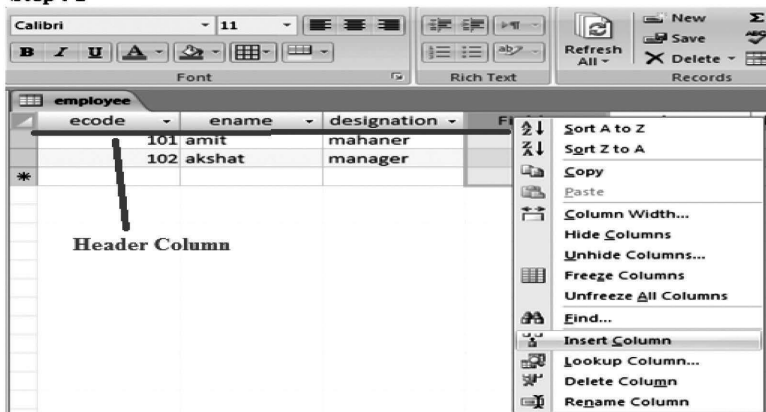 Calibri 11 New Σ
Save
B I U Refresh All Delete
Font Rich Text Records
employee
ecode ename designation
101 amit mahaner
102 akshat manager
*
Header Column
Sort A to Z
Sort Z to A
Copy
Paste
Column Width...
Hide Columns
Unhide Columns...
Freeze Columns
Unfreeze All Columns
Find...
Insert Column
Lookup Column...
Delete Column
Rename Column